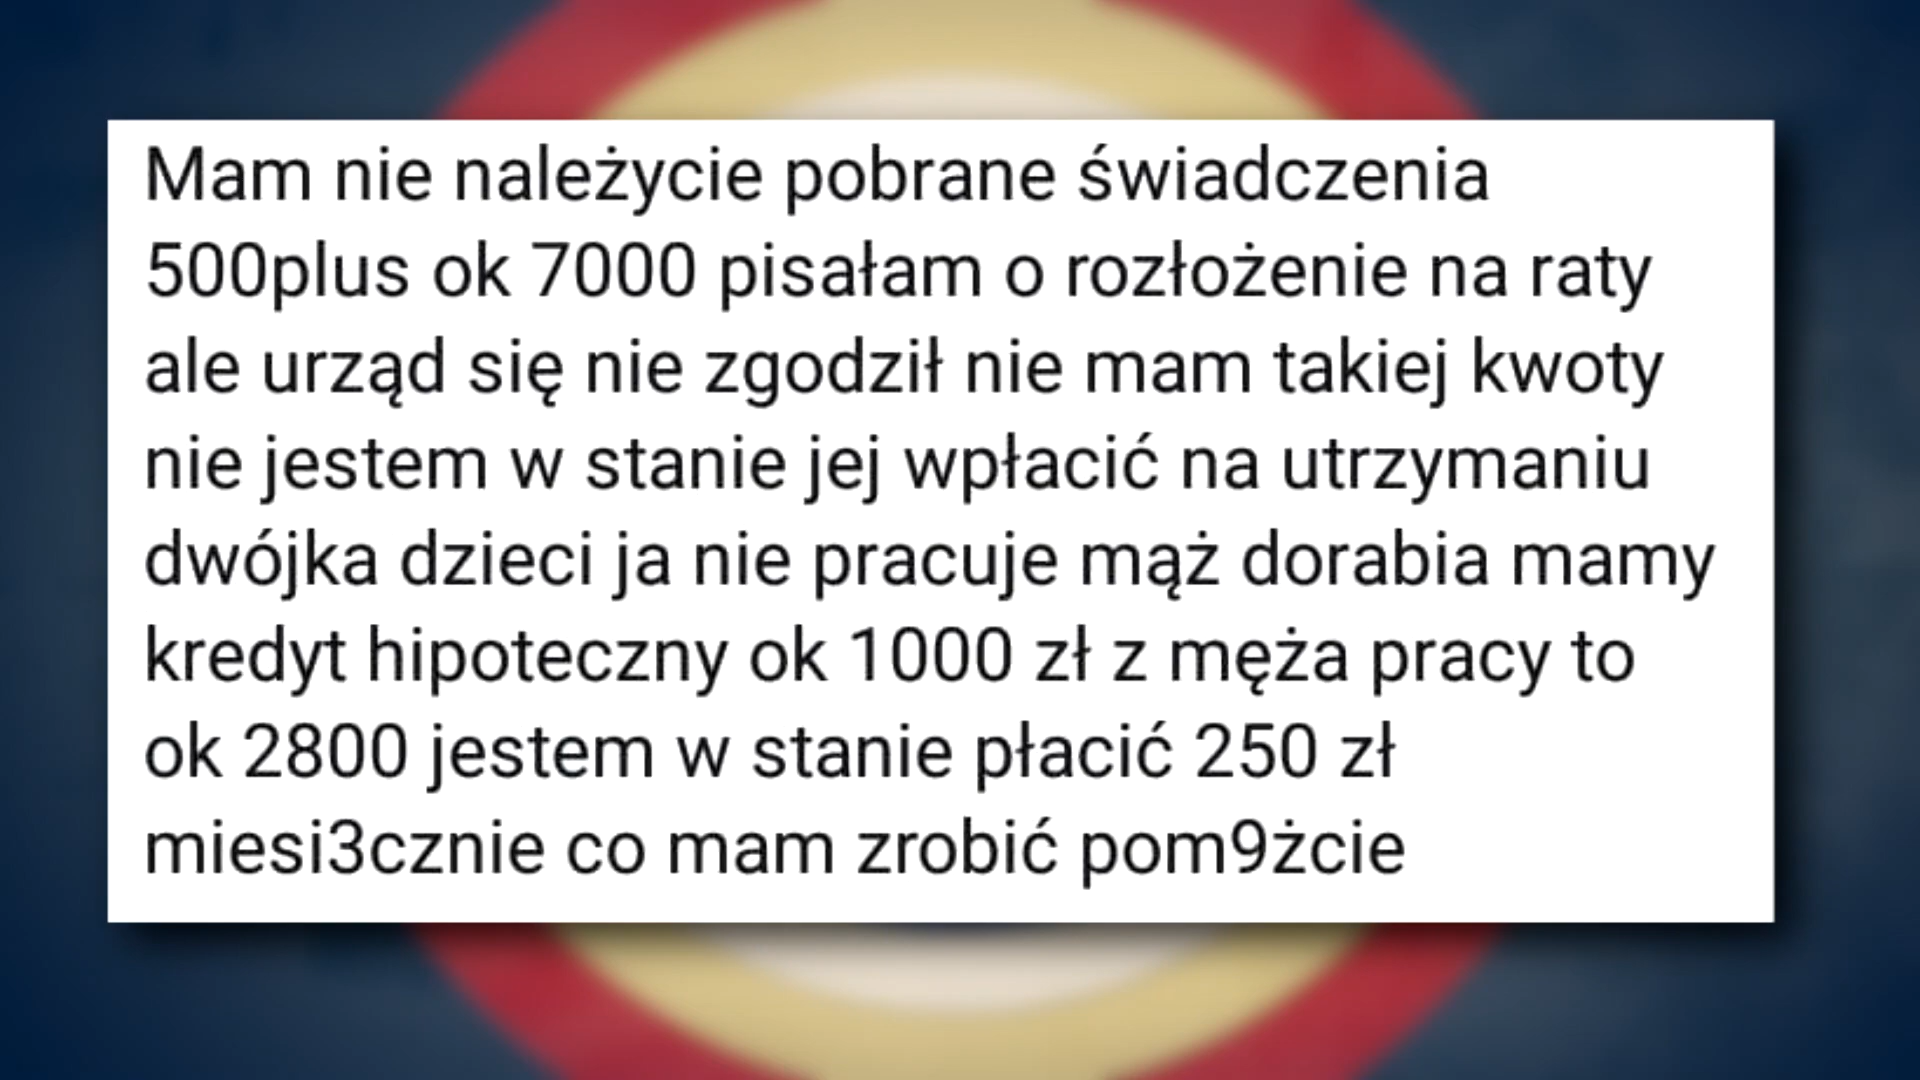 Mam nie należycie pobrane świadczenia
500plus ok 7000 pisałam o rozłożenie na raty
ale urząd się nie zgodził nie mam takiej kwoty
nie jestem w stanie jej wpłacić na utrzymaniu
dwójka dzieci ja nie pracuje mąż dorabia mamy
kredyt hipoteczny ok 1000 zł z męża pracy to
ok 2800 jestem w stanie płacić 250 zł
miesi3cznie co mam zrobić pom9żcie